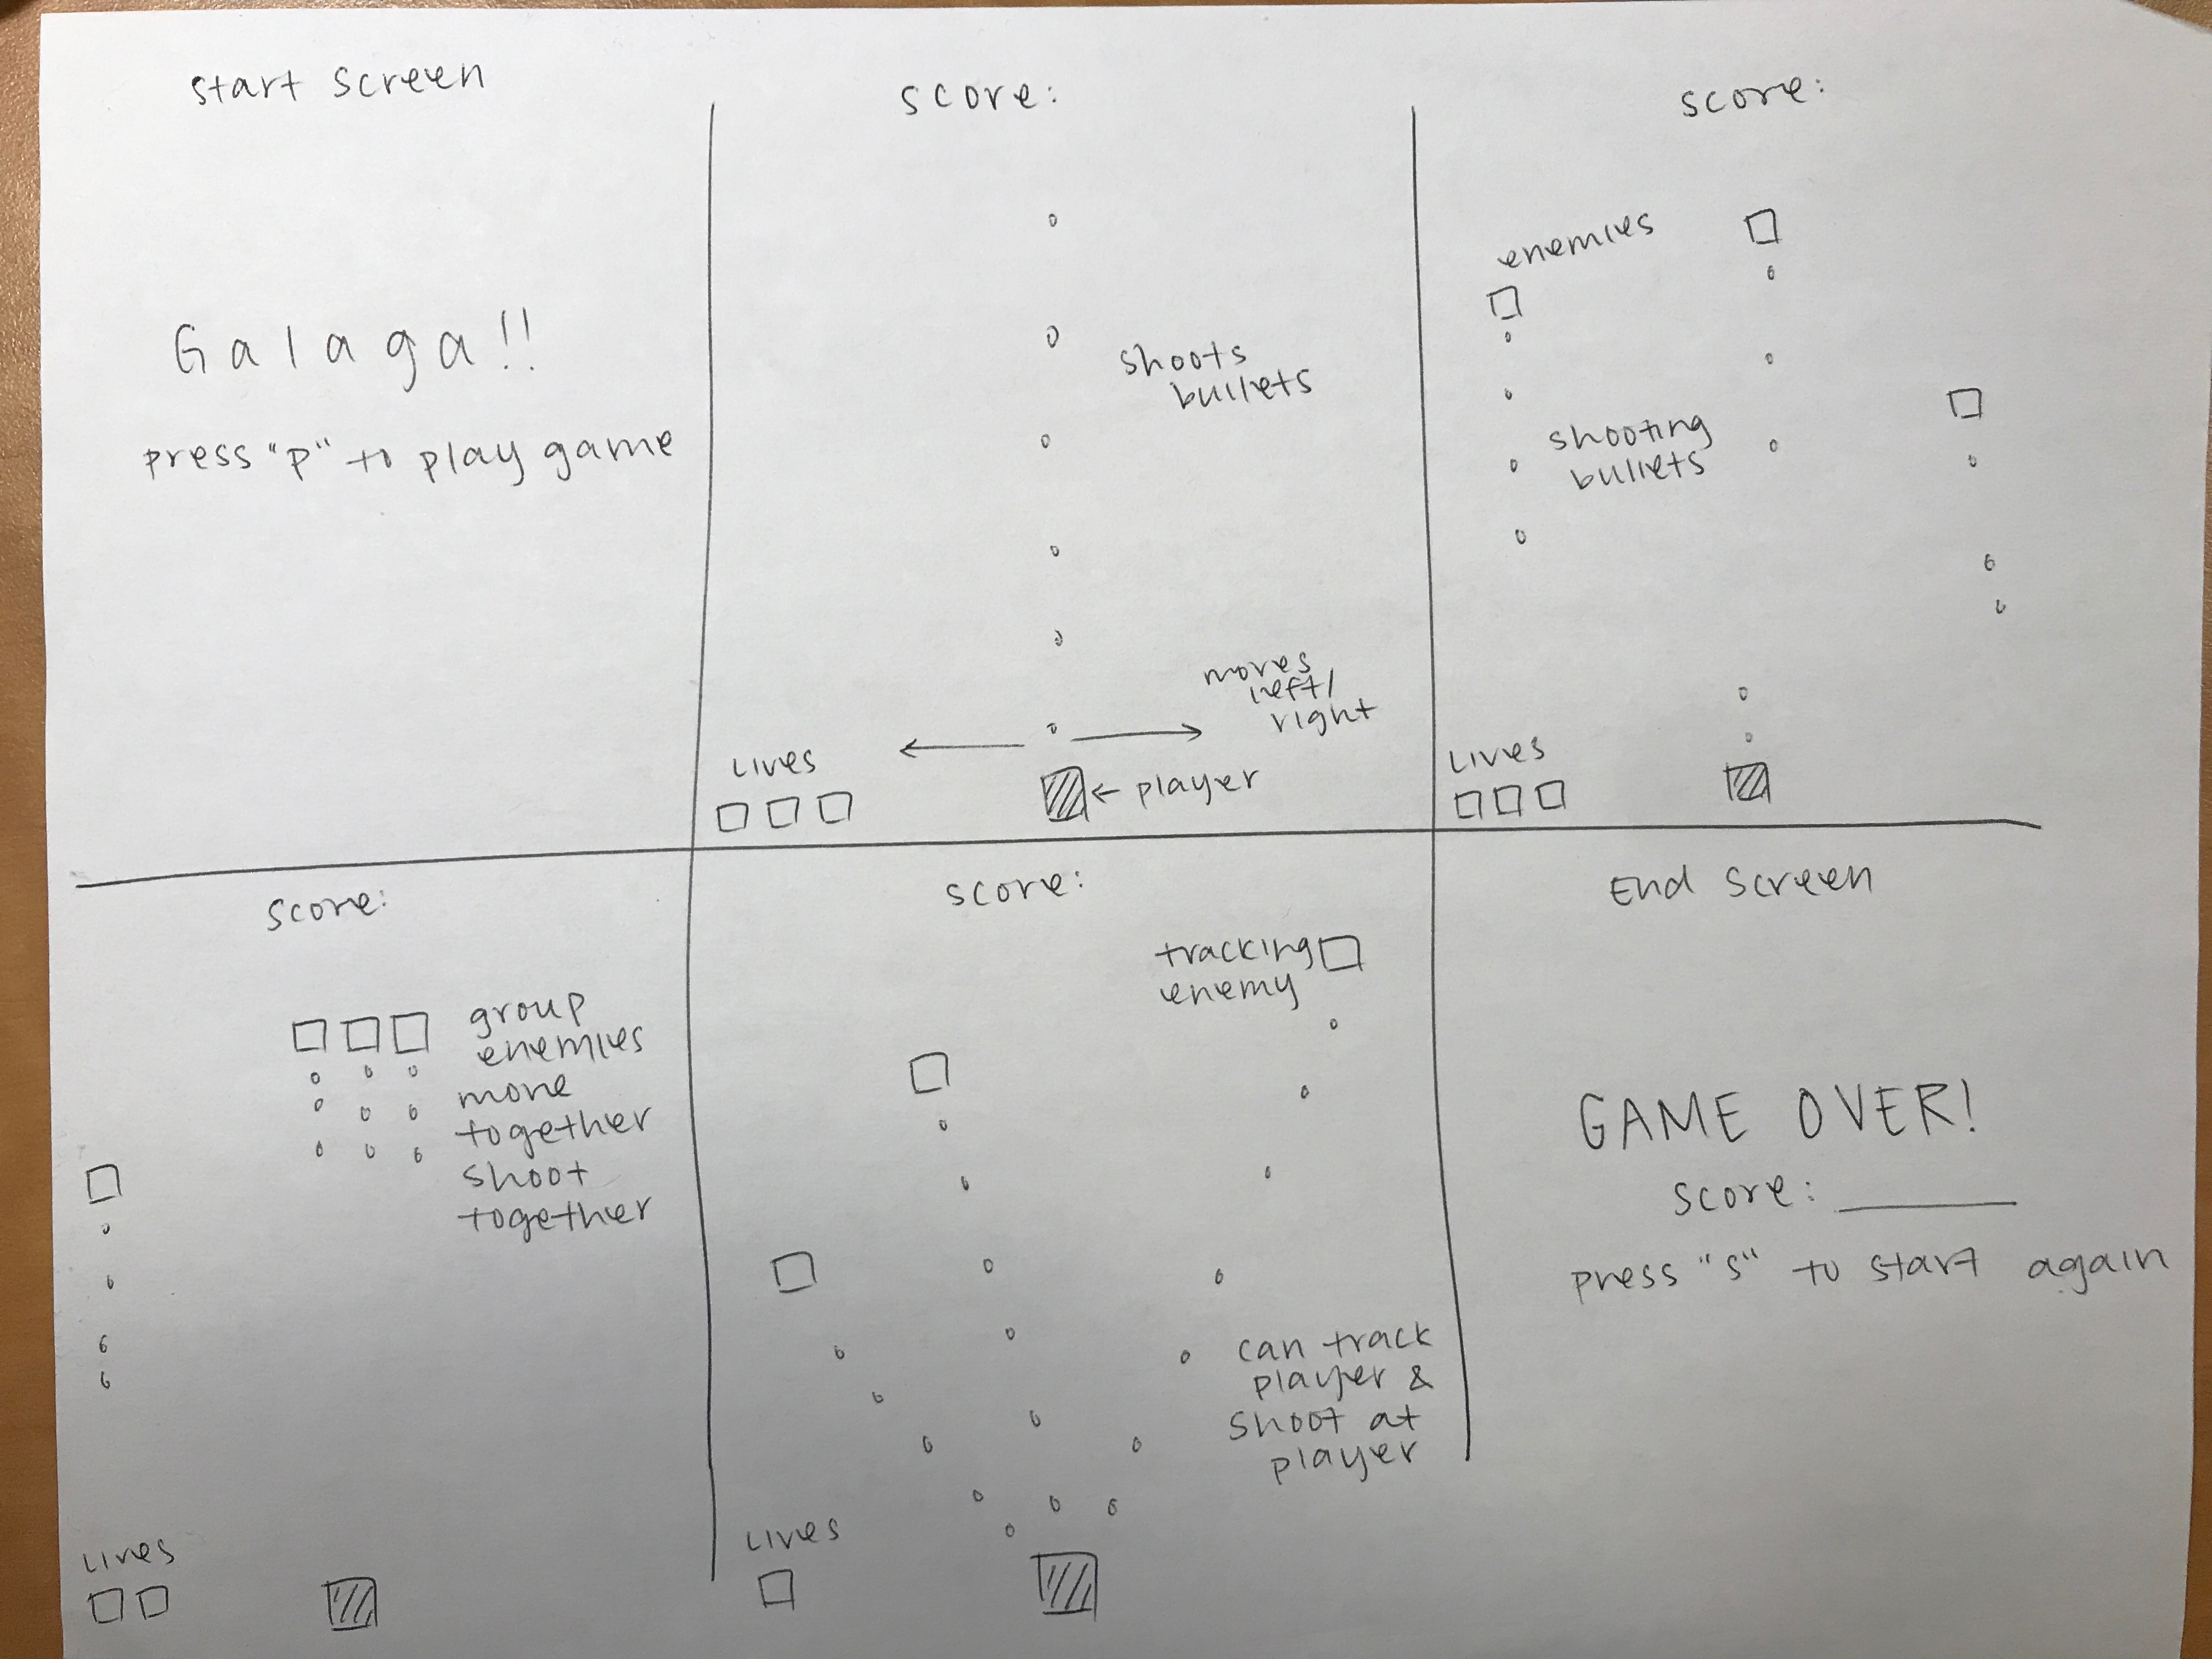 start screen
Galaga!!
press "p" to play game
score:
shoots
bullets
moves
left/
right
lives
← player
score:
enemies
shooting
bullets
lives
score:
group
enemies
move
together
shoot
together
lives
score:
tracking
enemy
can track
player &
shoot at
player
lives
End screen
GAME OVER!
score: ______
press "s" to start again